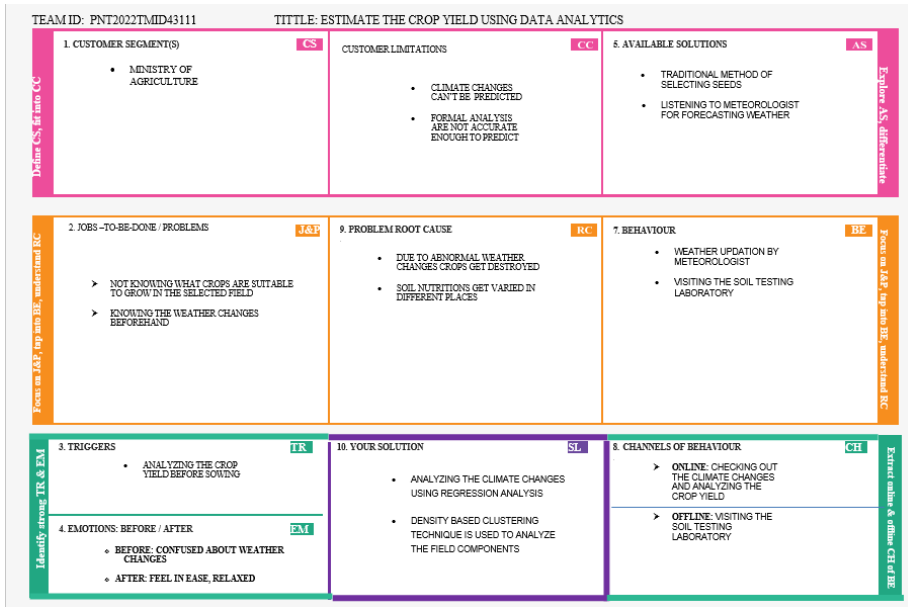 TEAM ID: PNT2022TMID43111 TITTLE: ESTIMATE THE CROP YIELD USING DATA ANALYTICS
Define CS, fit into CC
1. CUSTOMER SEGMENT(S) CS
• MINISTRY OF
AGRICULTURE
CUSTOMER LIMITATIONS CC
• CLIMATE CHANGES
CAN'T BE PREDICTED
• FORMAL ANALYSIS
ARE NOT ACCURATE
ENOUGH TO PREDICT
5. AVAILABLE SOLUTIONS AS
• TRADITIONAL METHOD OF
SELECTING SEEDS
• LISTENING TO METEOROLOGIST
FOR FORECASTING WEATHER
Explore AS, differentiate
Focus on J&P, tap into BE, understand RC
2. JOBS –TO-BE-DONE / PROBLEMS J&P
➢ NOT KNOWING WHAT CROPS ARE SUITABLE
TO GROW IN THE SELECTED FIELD
➢ KNOWING THE WEATHER CHANGES
BEFOREHAND
9. PROBLEM ROOT CAUSE RC
• DUE TO ABNORMAL WEATHER
CHANGES CROPS GET DESTROYED
• SOIL NUTRITIONS GET VARIED IN
DIFFERENT PLACES
7. BEHAVIOUR BE
• WEATHER UPDATION BY
METEOROLOGIST
• VISITING THE SOIL TESTING
LABORATORY
Focus on J&P, tap into BE, understand RC
Identify strong TR & EM
3. TRIGGERS TR
• ANALYZING THE CROP
YIELD BEFORE SOWING
4. EMOTIONS: BEFORE / AFTER EM
o BEFORE: CONFUSED ABOUT WEATHER
CHANGES
o AFTER: FEEL IN EASE, RELAXED
10. YOUR SOLUTION SL
• ANALYZING THE CLIMATE CHANGES
USING REGRESSION ANALYSIS
• DENSITY BASED CLUSTERING
TECHNIQUE IS USED TO ANALYZE
THE FIELD COMPONENTS
8. CHANNELS OF BEHAVIOUR CH
➢ ONLINE: CHECKING OUT
THE CLIMATE CHANGES
AND ANALYZING THE
CROP YIELD
➢ OFFLINE: VISITING THE
SOIL TESTING
LABORATORY
Extract online & offline CH of BE